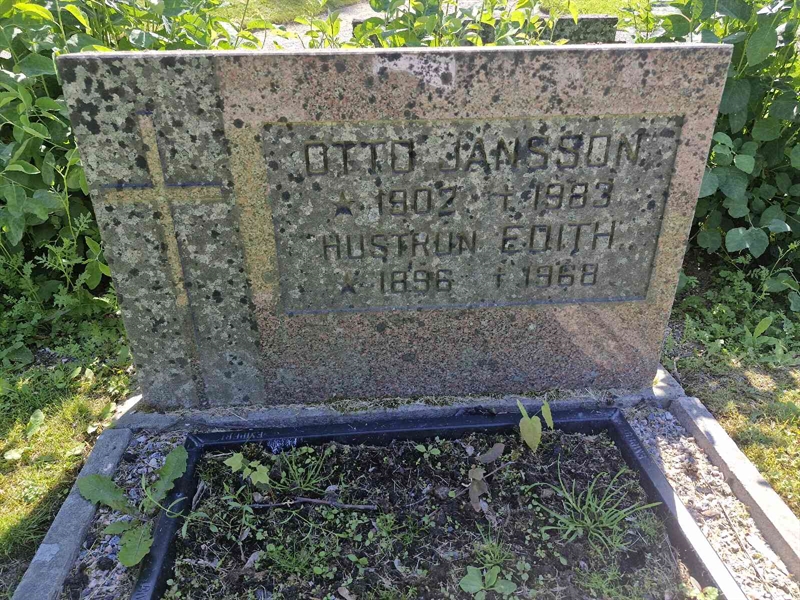 OTTO JANSSON
★ 1902 † 1983
HUSTRUN EDITH
★ 1896 † 1968